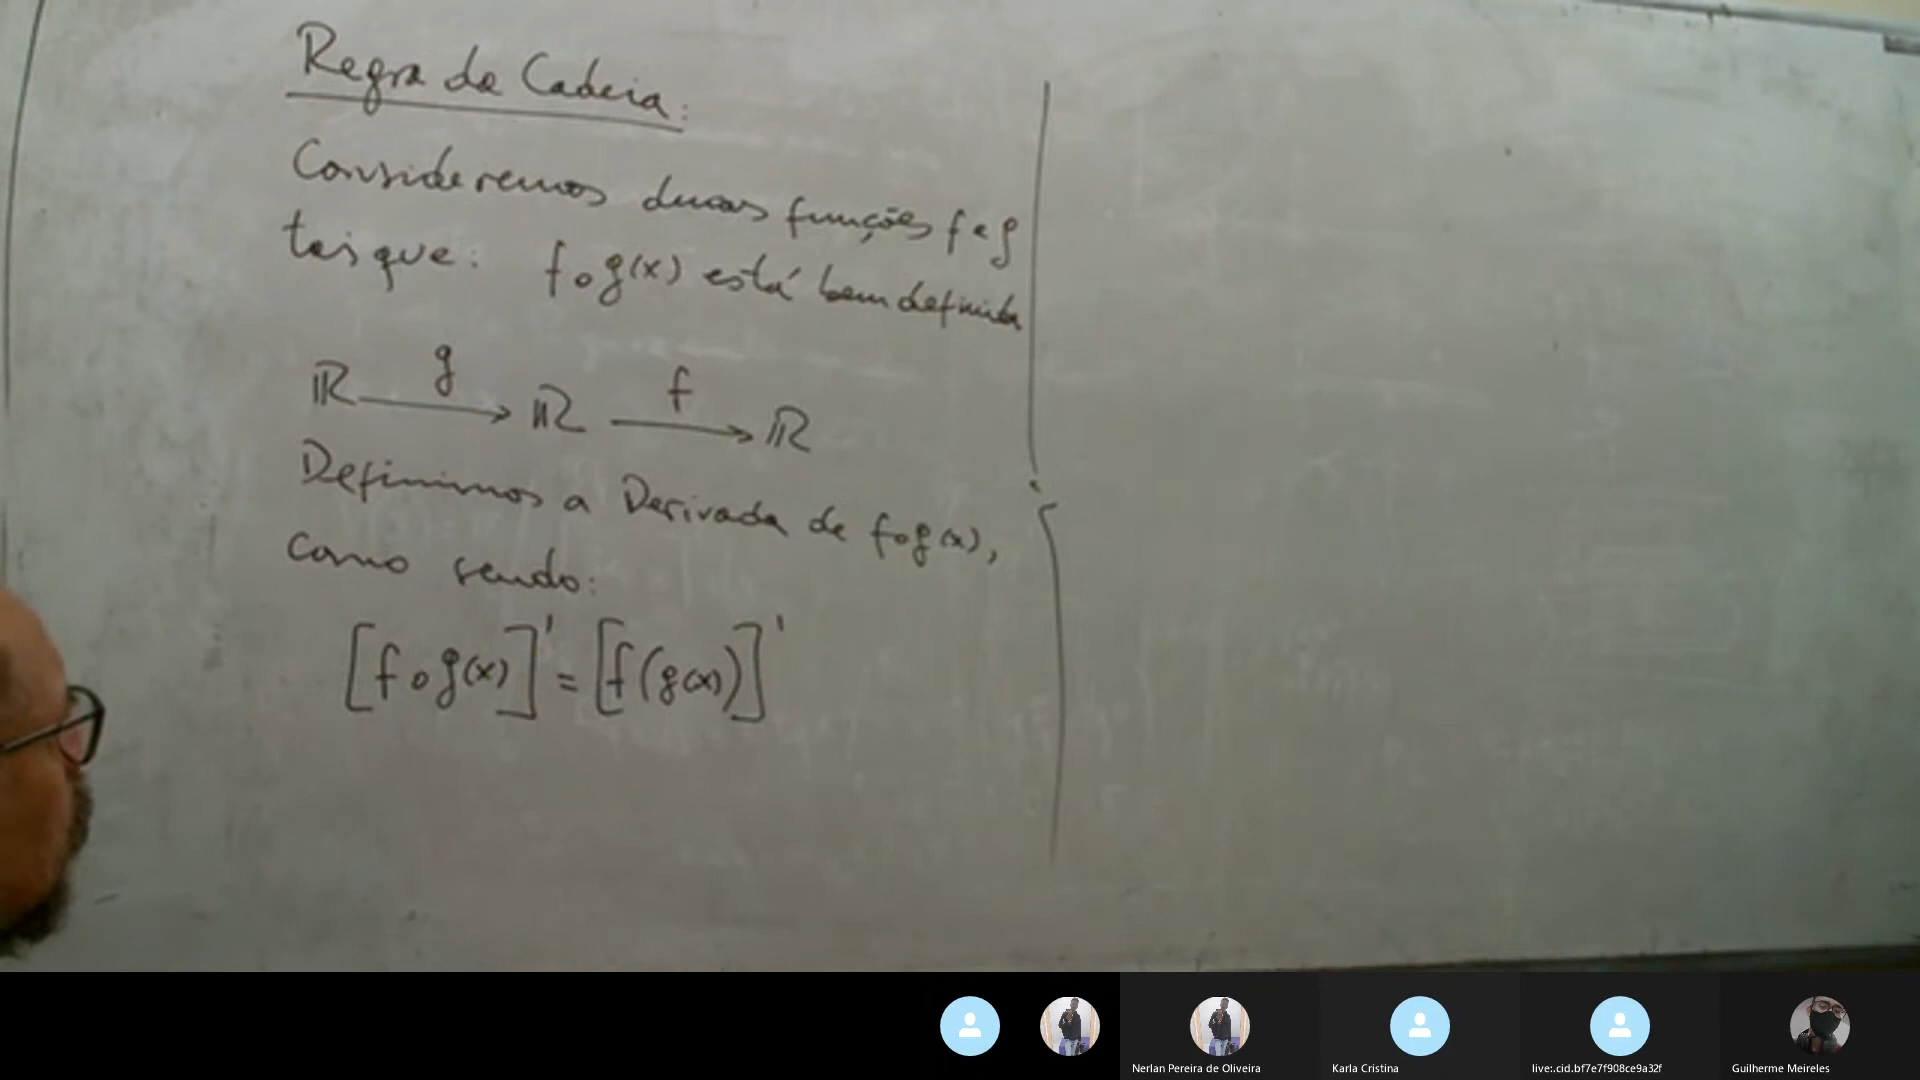 Regra da Cadeia:
Consideremos duas funções f e g
tais que: f o g(x) está bem definida
ℝ → g → ℝ → f → ℝ
Definimos a Derivada de f o g(x),
como sendo:
[f o g(x)]' = [f(g(x))]'
Nerlan Pereira de Oliveira
Karla Cristina
live:.cid.bf7e7f908ce9a32f
Guilherme Meireles